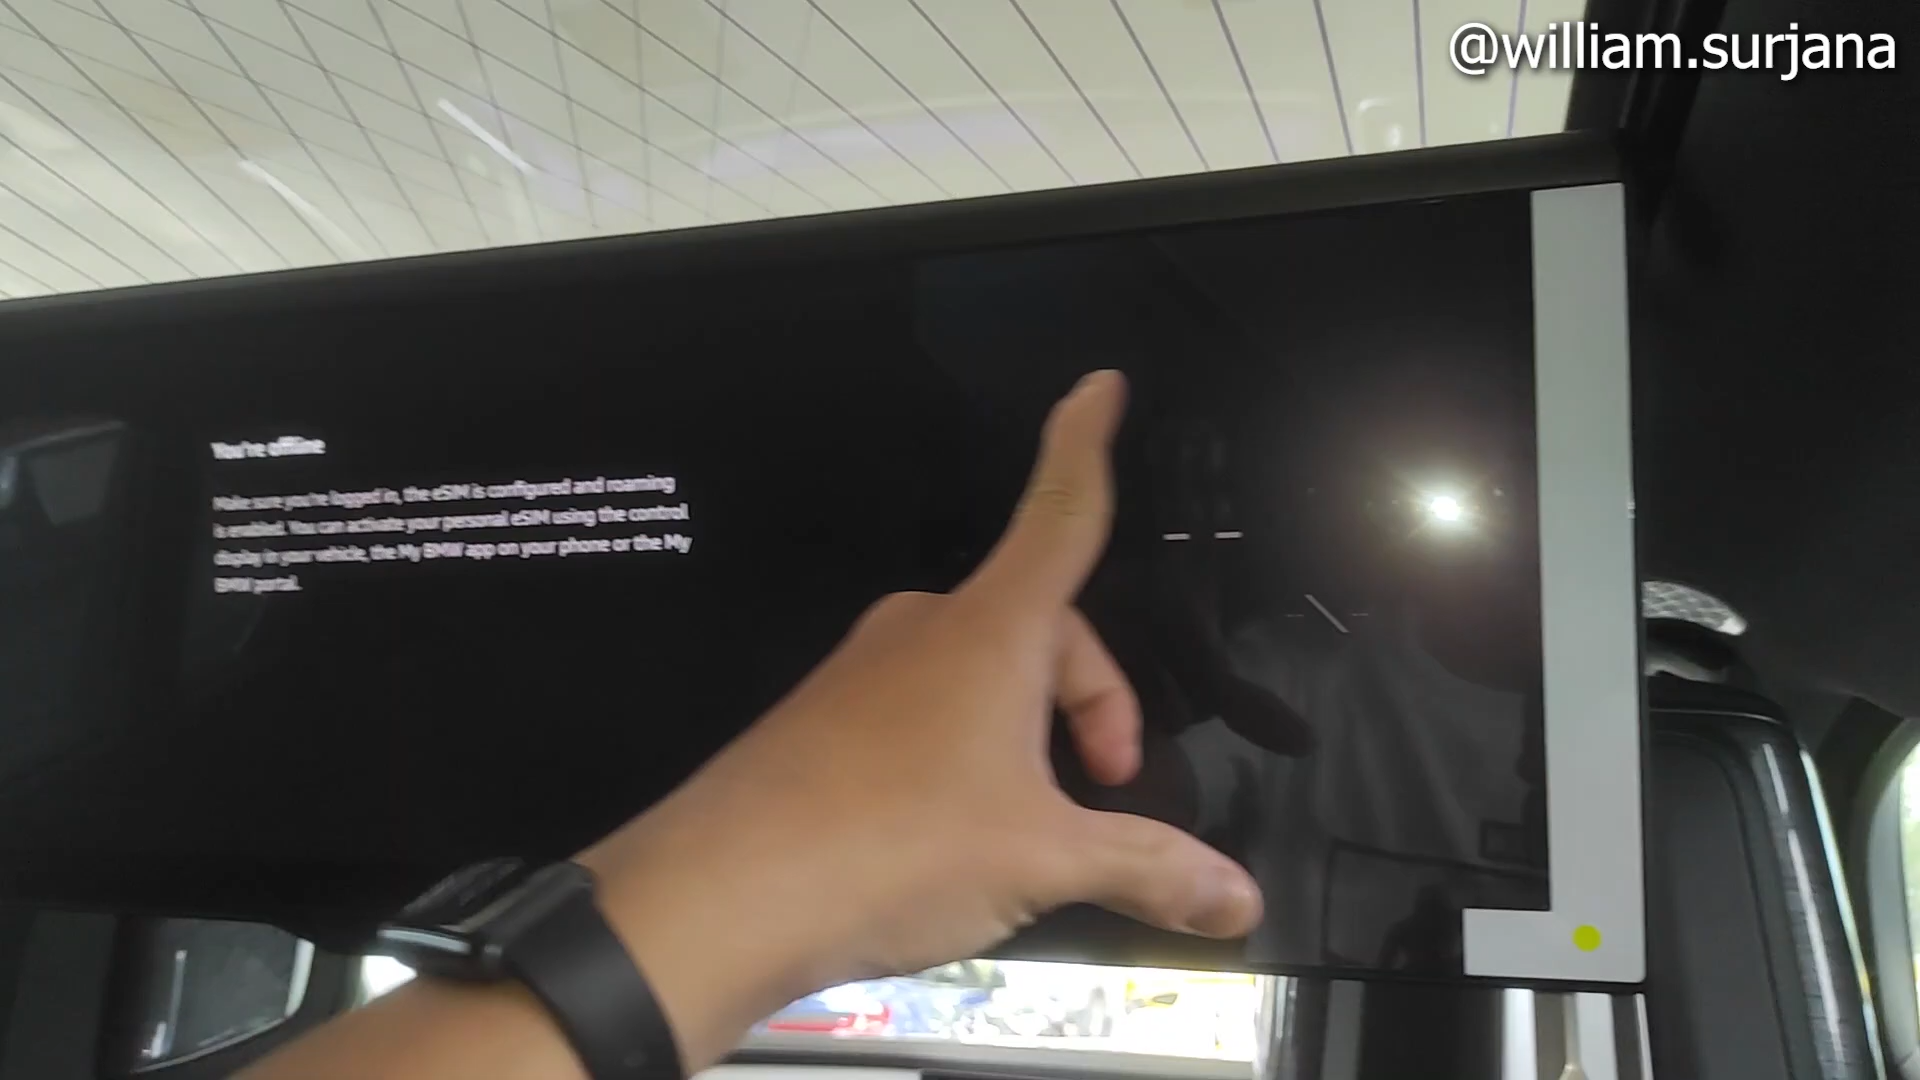 @william.surjana
You're offline
Make sure you're logged in, the eSIM is configured and roaming
is enabled. You can activate your personal eSIM using the control
display in your vehicle, the My BMW app on your phone or the My
BMW portal.